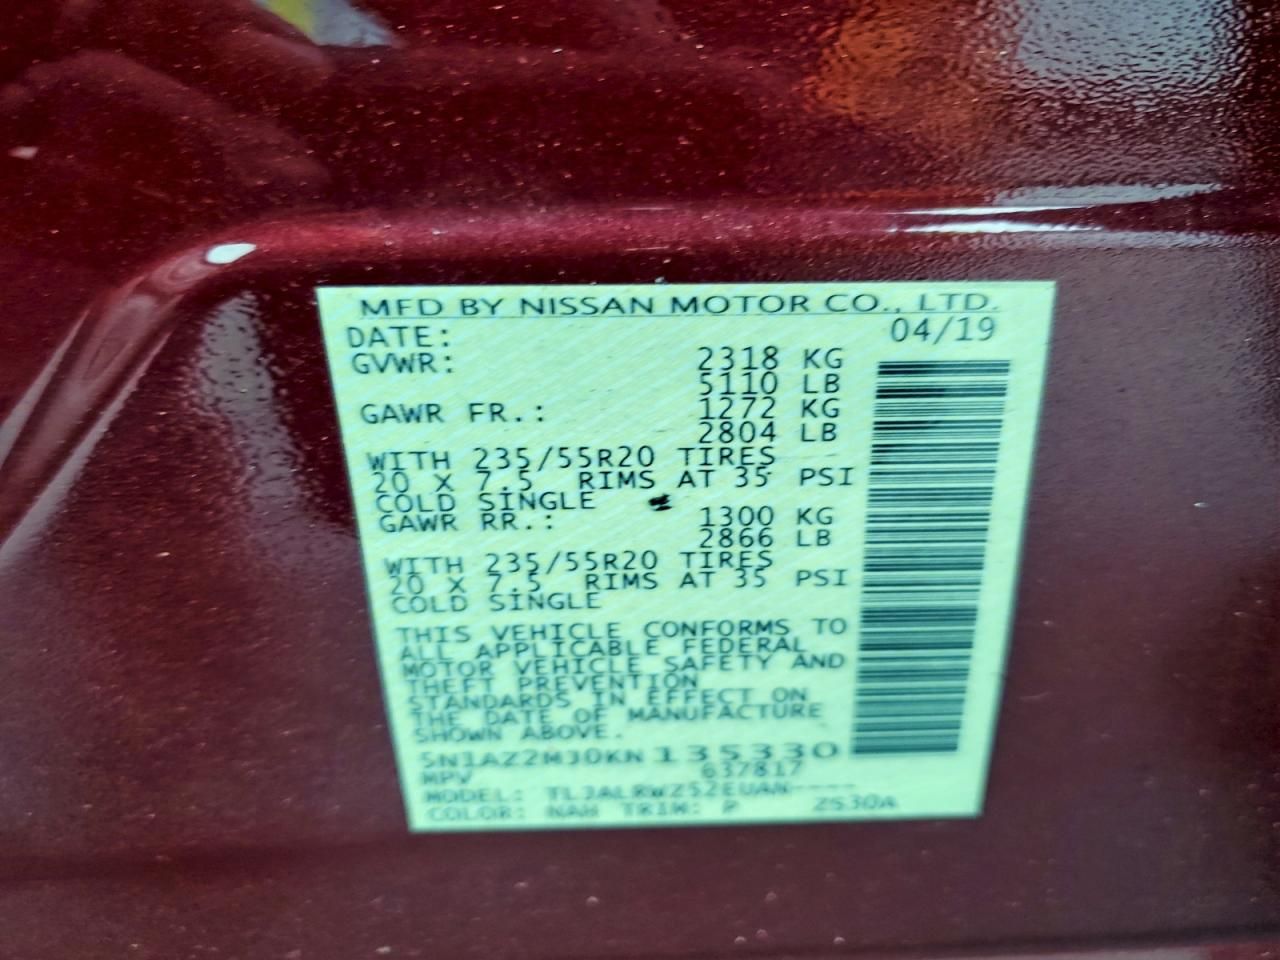 MFD BY NISSAN MOTOR CO., LTD.
DATE: 04/19
GVWR: 2318 KG
5110 LB
GAWR FR.: 1272 KG
2804 LB
WITH 235/55R20 TIRES
20 X 7.5 RIMS AT 35 PSI
COLD SINGLE
GAWR RR.: 1300 KG
2866 LB
WITH 235/55R20 TIRES
20 X 7.5 RIMS AT 35 PSI
COLD SINGLE
THIS VEHICLE CONFORMS TO
ALL APPLICABLE FEDERAL
MOTOR VEHICLE SAFETY AND
THEFT PREVENTION
STANDARDS IN EFFECT ON
THE DATE OF MANUFACTURE
SHOWN ABOVE.
5N1AZ2MJ0KN135330
MPV 637817
MODEL:
COLOR: NAH TRIM: P